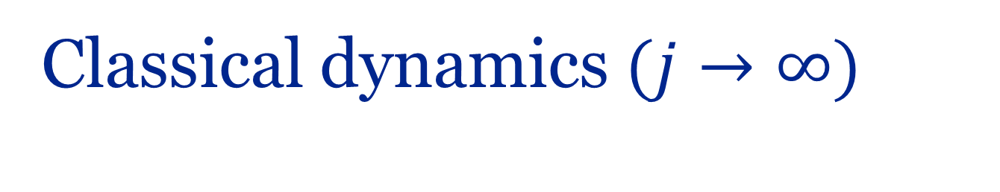 Classical dynamics (j → ∞)